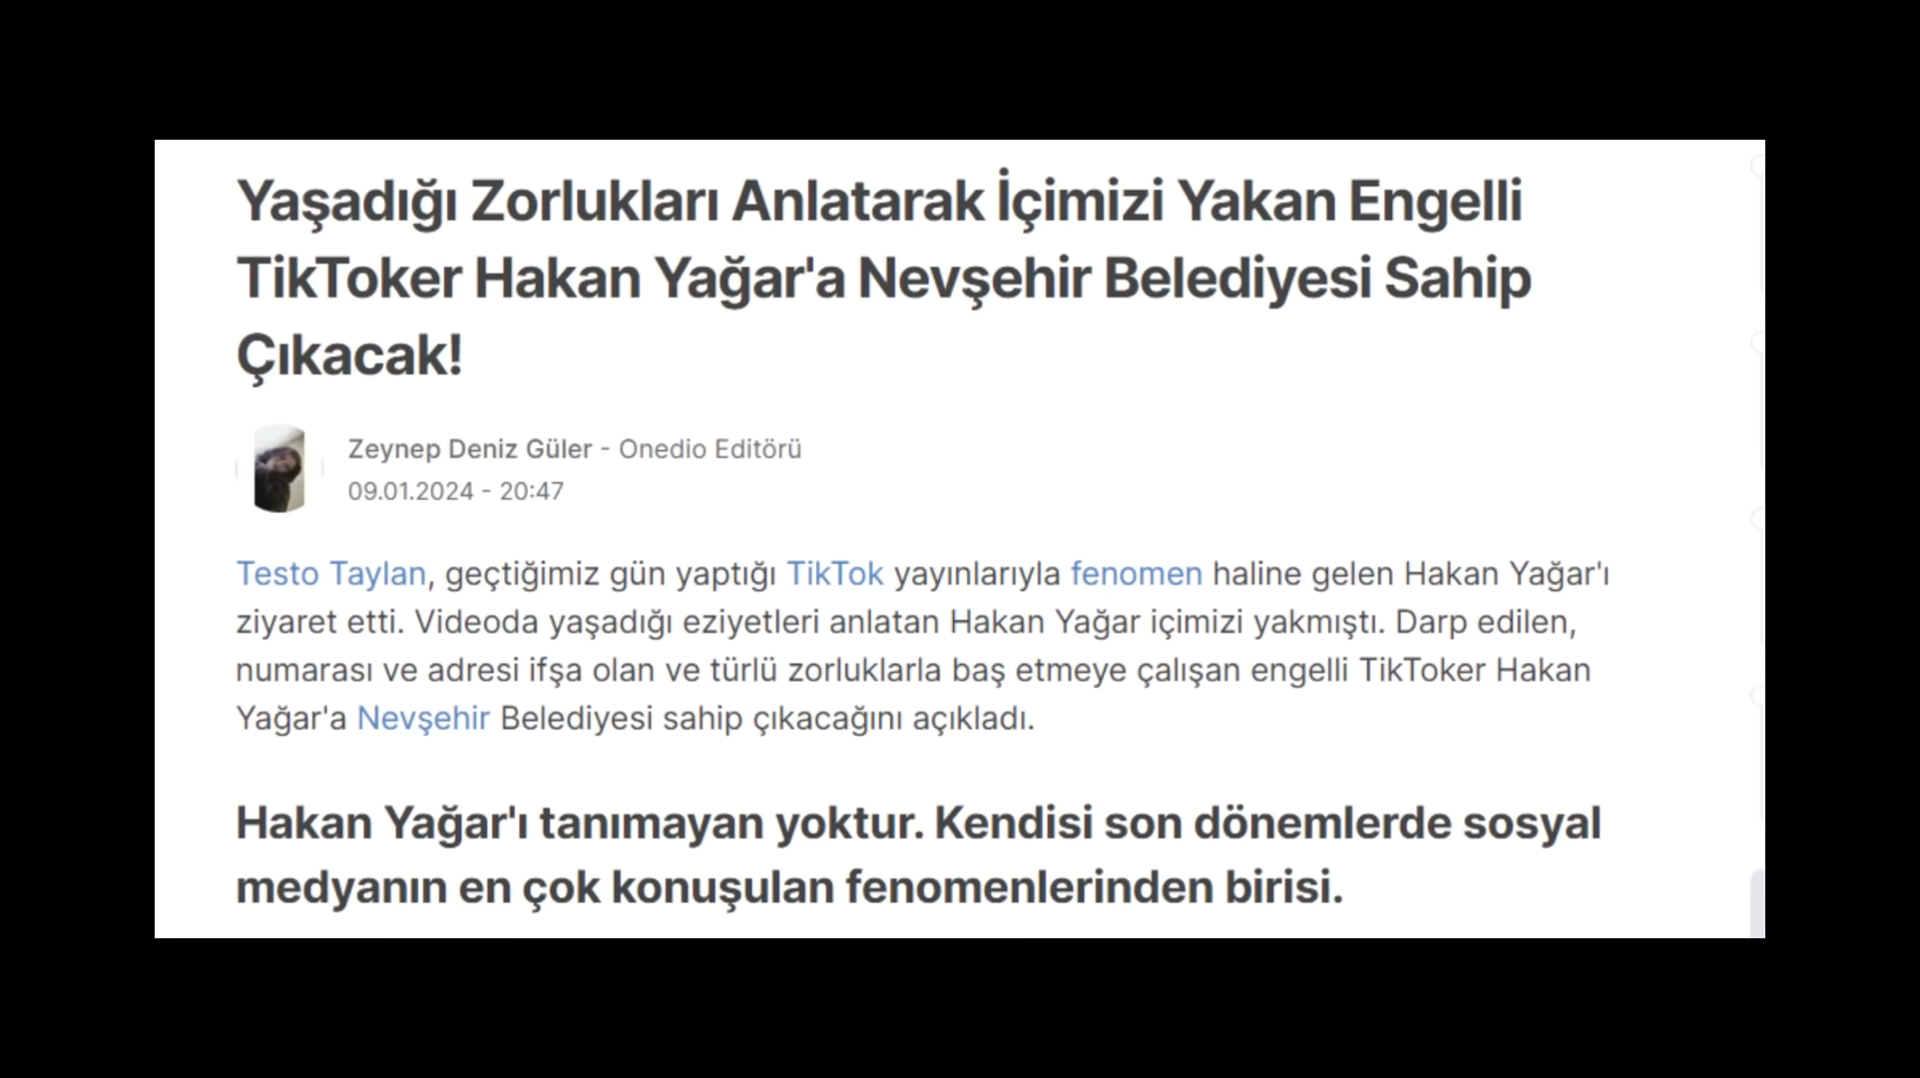 Yaşadığı Zorlukları Anlatarak İçimizi Yakan Engelli
TikToker Hakan Yağar'a Nevşehir Belediyesi Sahip
Çıkacak!
Zeynep Deniz Güler - Onedio Editörü
09.01.2024 - 20:47
Testo Taylan, geçtiğimiz gün yaptığı TikTok yayınlarıyla fenomen haline gelen Hakan Yağar'ı
ziyaret etti. Videoda yaşadığı eziyetleri anlatan Hakan Yağar içimizi yakmıştı. Darp edilen,
numarası ve adresi ifşa olan ve türlü zorluklarla baş etmeye çalışan engelli TikToker Hakan
Yağar'a Nevşehir Belediyesi sahip çıkacağını açıkladı.
Hakan Yağar'ı tanımayan yoktur. Kendisi son dönemlerde sosyal
medyanın en çok konuşulan fenomenlerinden birisi.